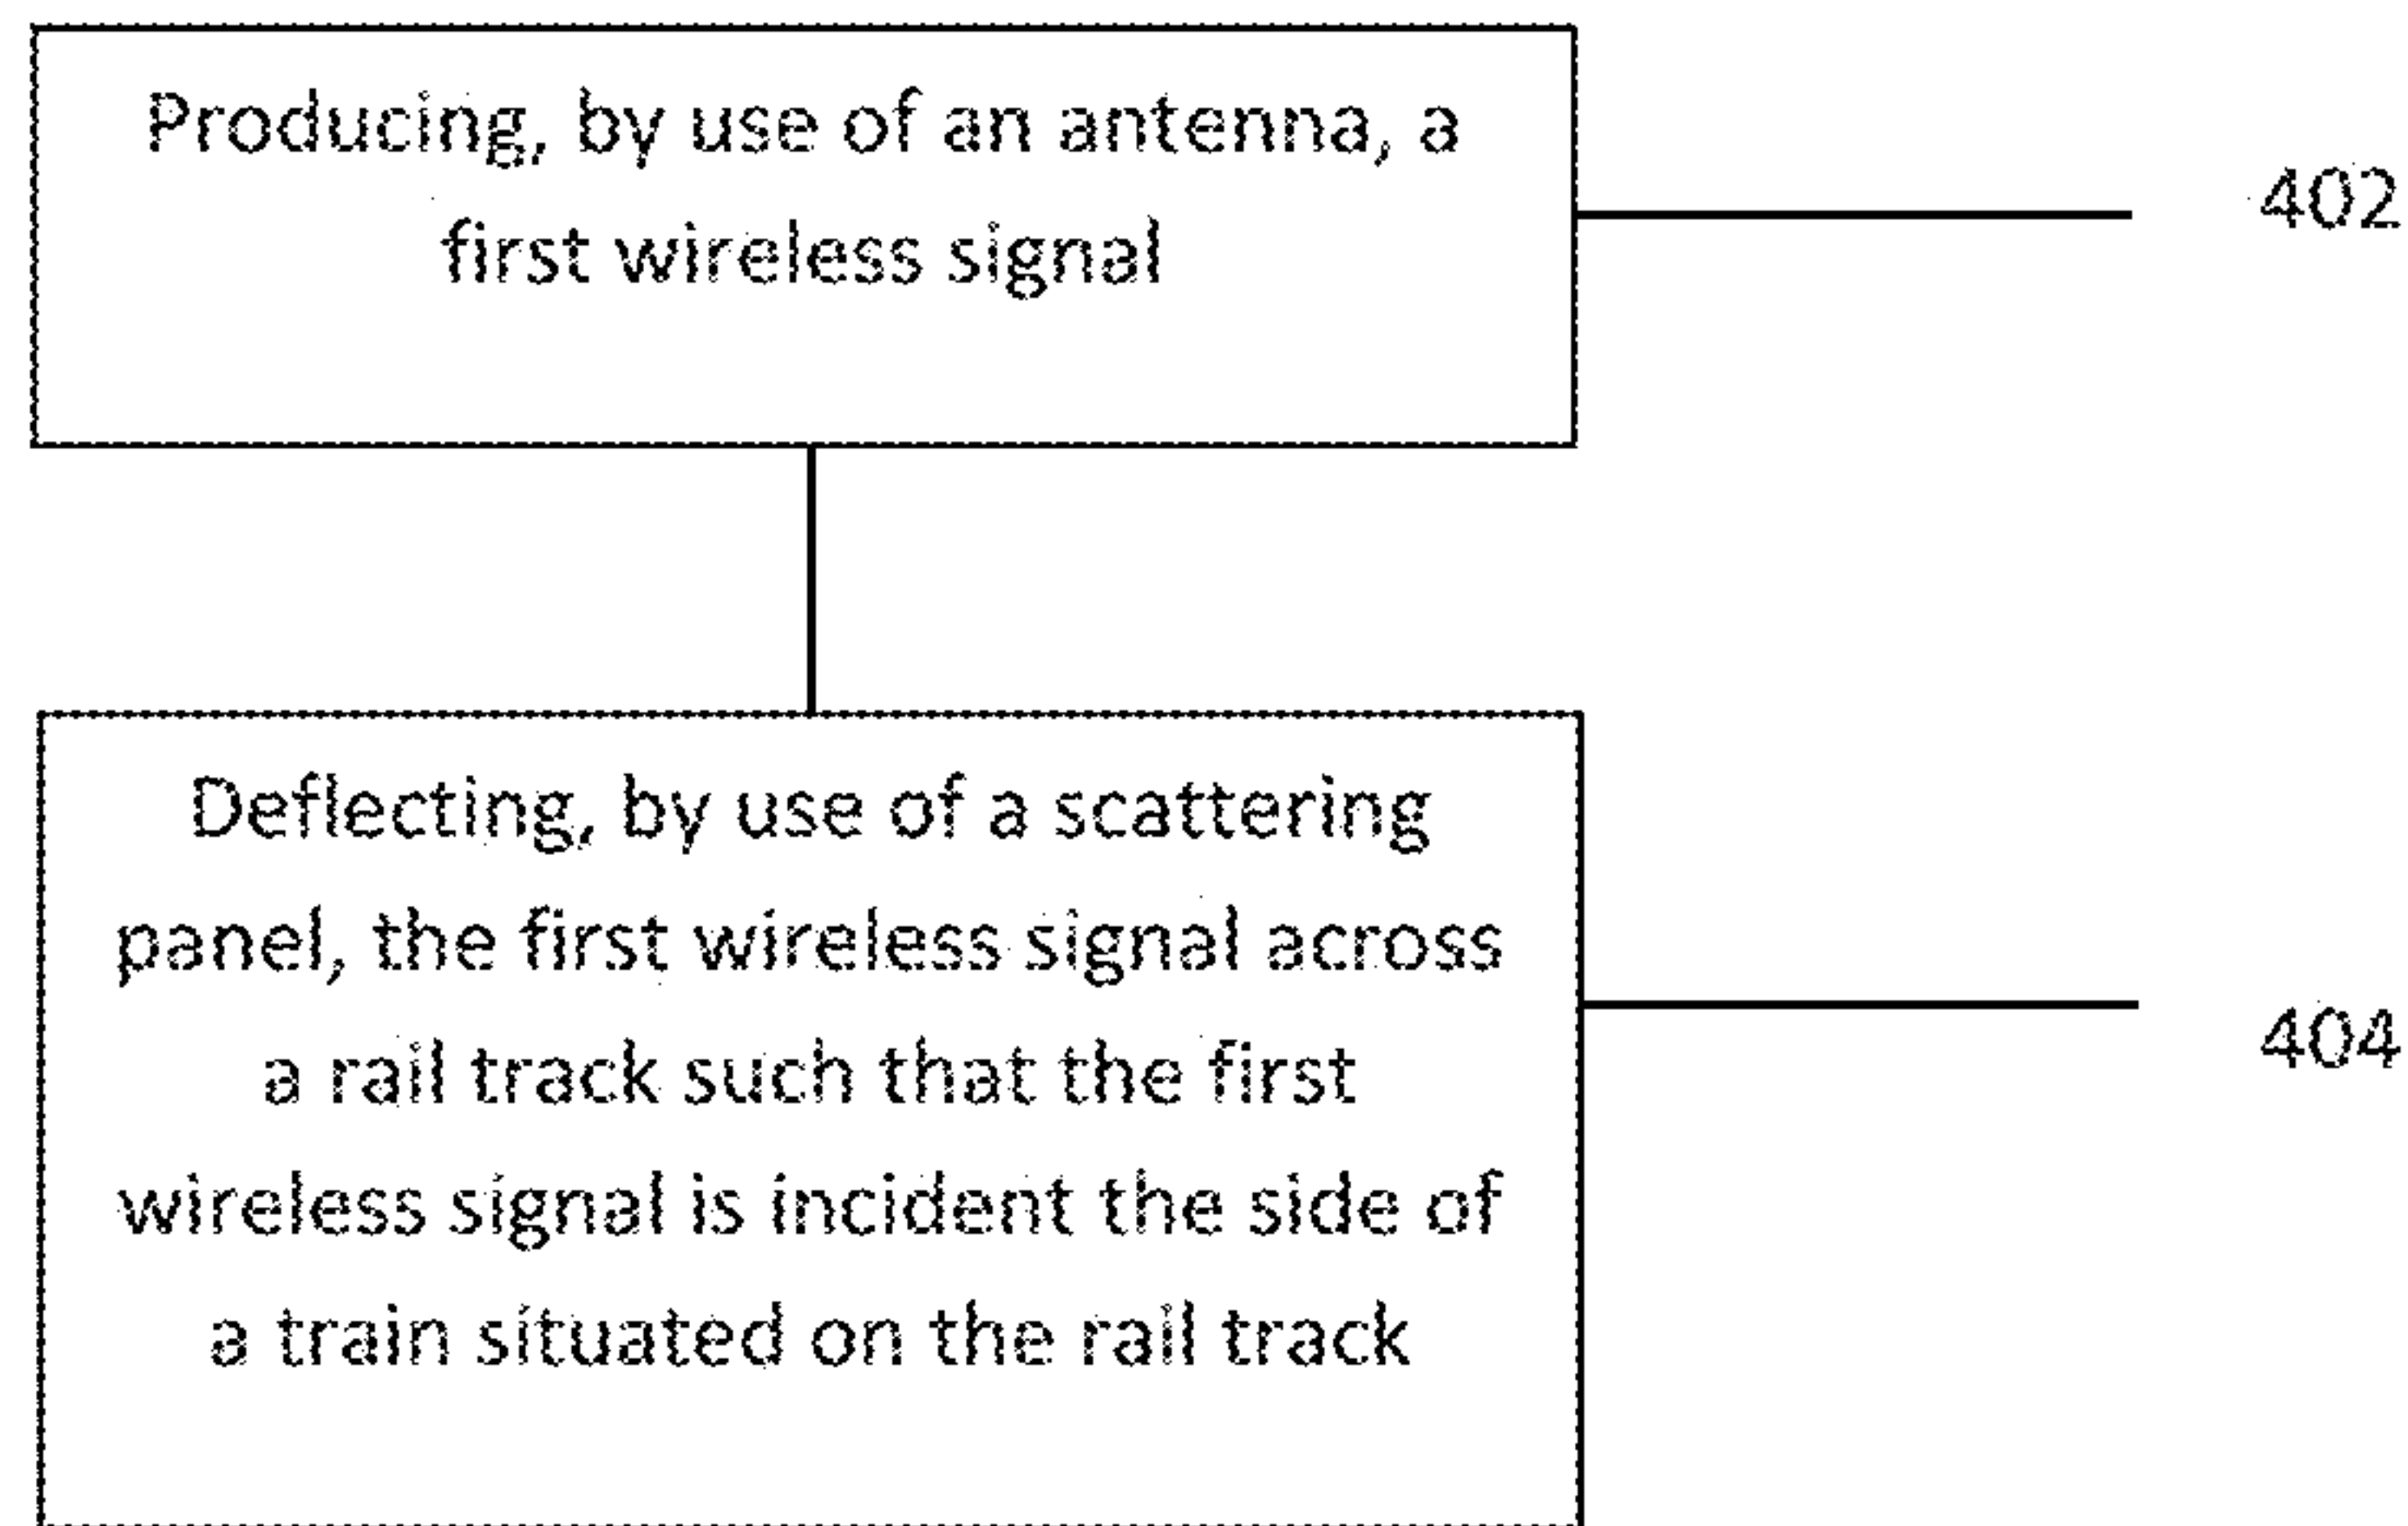 Producing, by use of an antenna, a
first wireless signal
402
Deflecting, by use of a scattering
panel, the first wireless signal across
a rail track such that the first
wireless signal is incident the side of
a train situated on the rail track
404